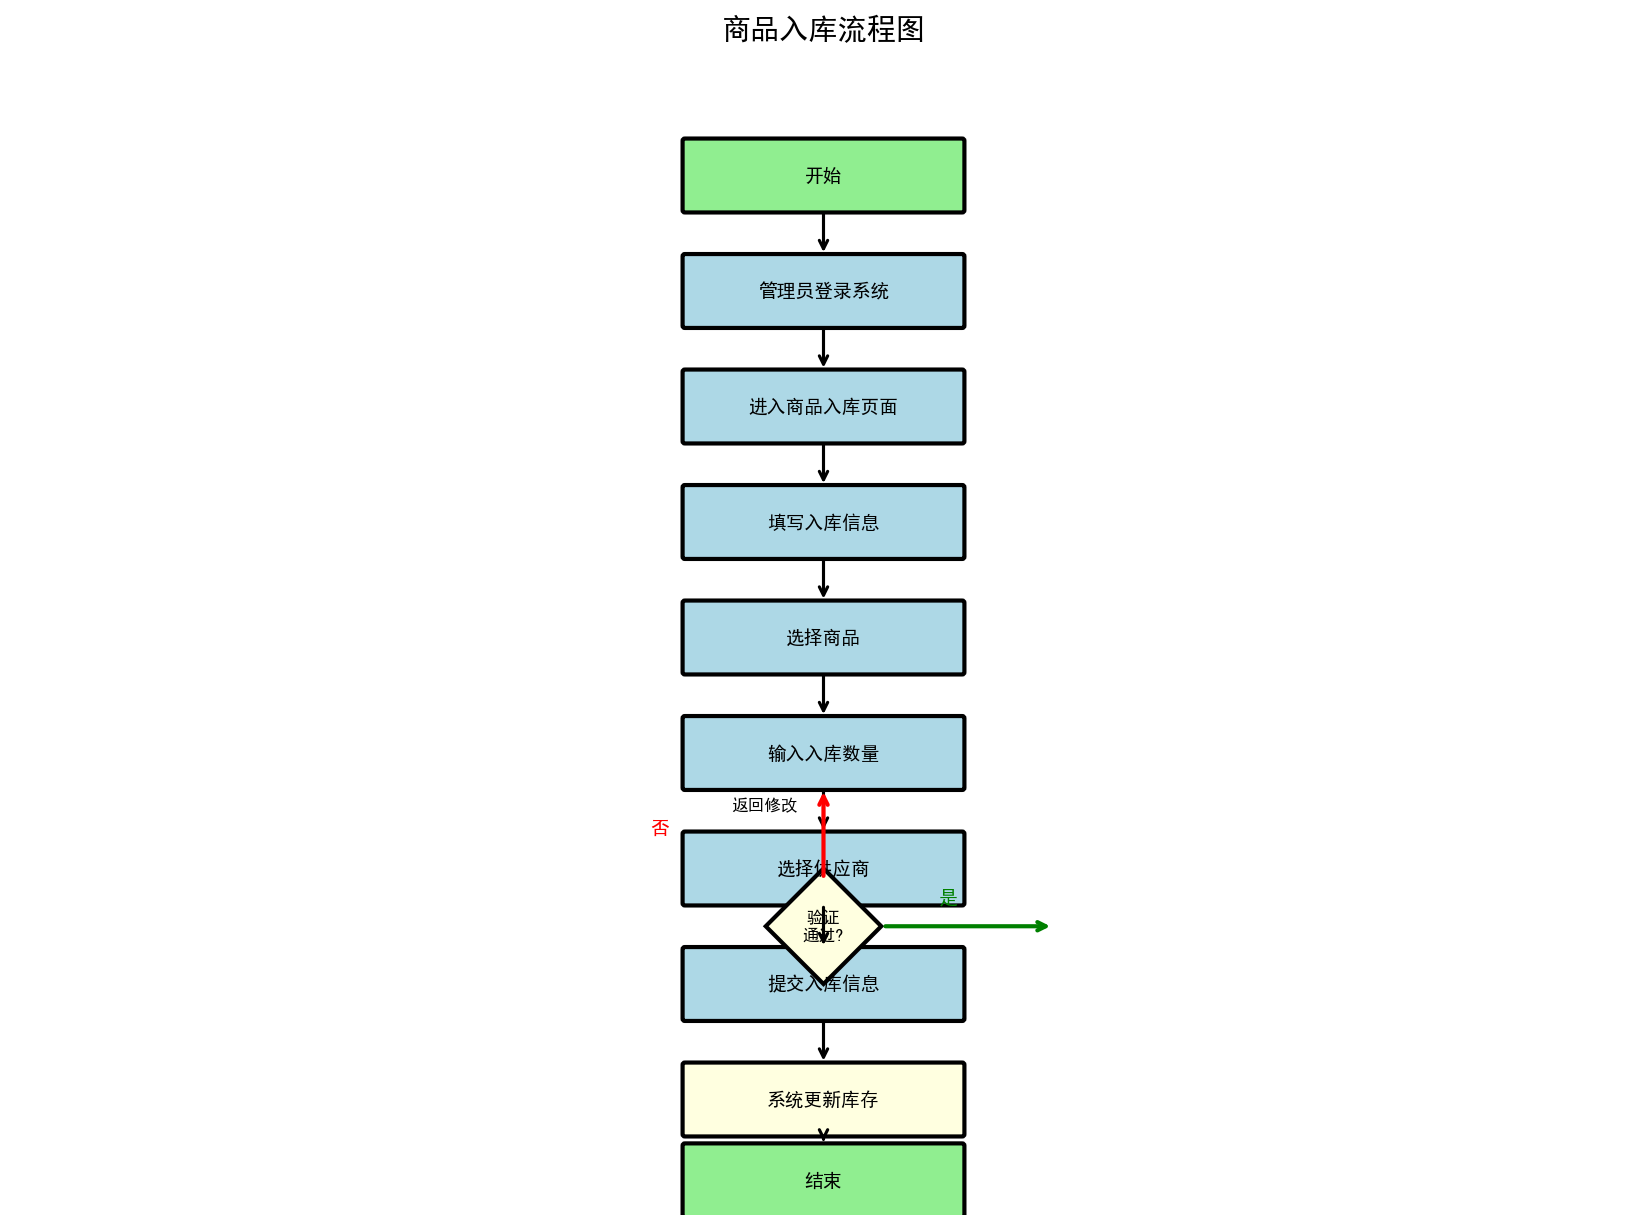 商品入库流程图
开始
管理员登录系统
进入商品入库页面
填写入库信息
选择商品
输入入库数量
返回修改
否
选择供应商
是
验证
通过?
提交入库信息
系统更新库存
结束